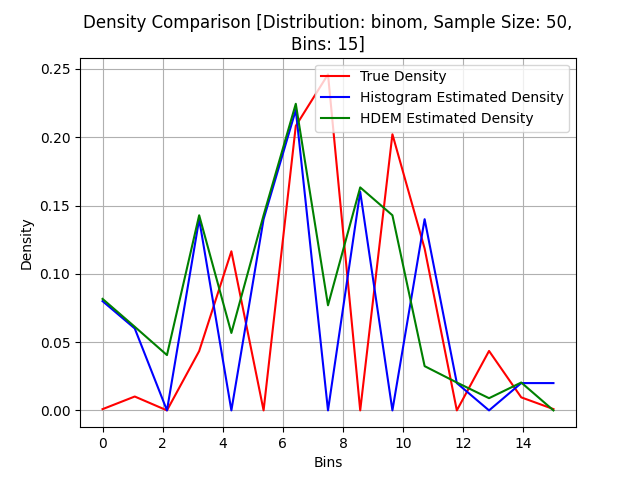 Density Comparison [Distribution: binom, Sample Size: 50,
Bins: 15]
True Density
Histogram Estimated Density
HDEM Estimated Density
0.25
0.20
0.15
0.10
0.05
0.00
Density
0 2 4 6 8 10 12 14
Bins